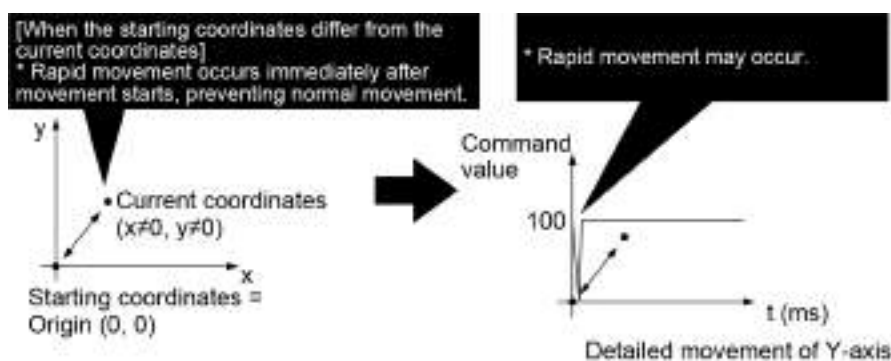 [When the starting coordinates differ from the
current coordinates]
* Rapid movement occurs immediately after
movement starts, preventing normal movement.
y
Current coordinates
(x≠0, y≠0)
x
Starting coordinates =
Origin (0, 0)
* Rapid movement may occur.
Command
value
100
t (ms)
Detailed movement of Y-axis